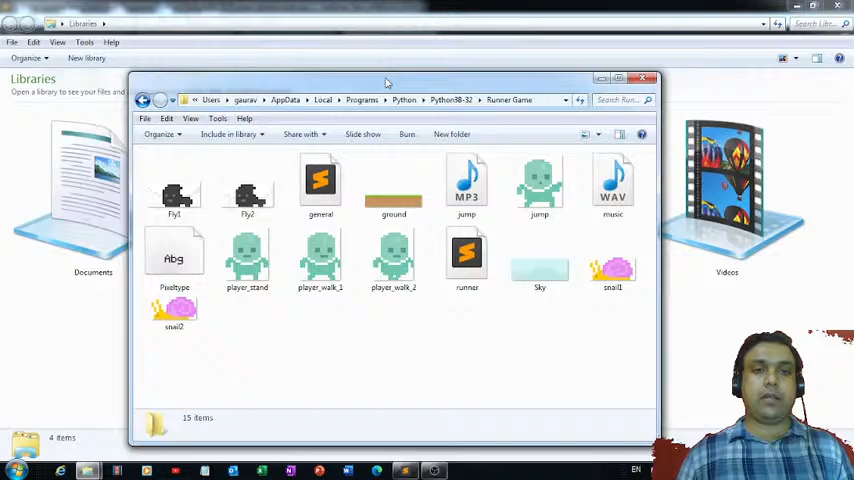 Libraries
Search Libr...
File Edit View Tools Help
Organize New library
Libraries
Open a library to see your files and
Users gaurav AppData Local Programs Python Python38-32 Runner Game
Search Run...
File Edit View Tools Help
Organize Include in library Share with Slide show Burn New folder
MP3 WAV
Fly1 Fly2 general ground jump jump music
Abg
Pixeltype player_stand player_walk_1 player_walk_2 runner Sky snail1
snail2
Documents
Videos
15 items
4 items
EN